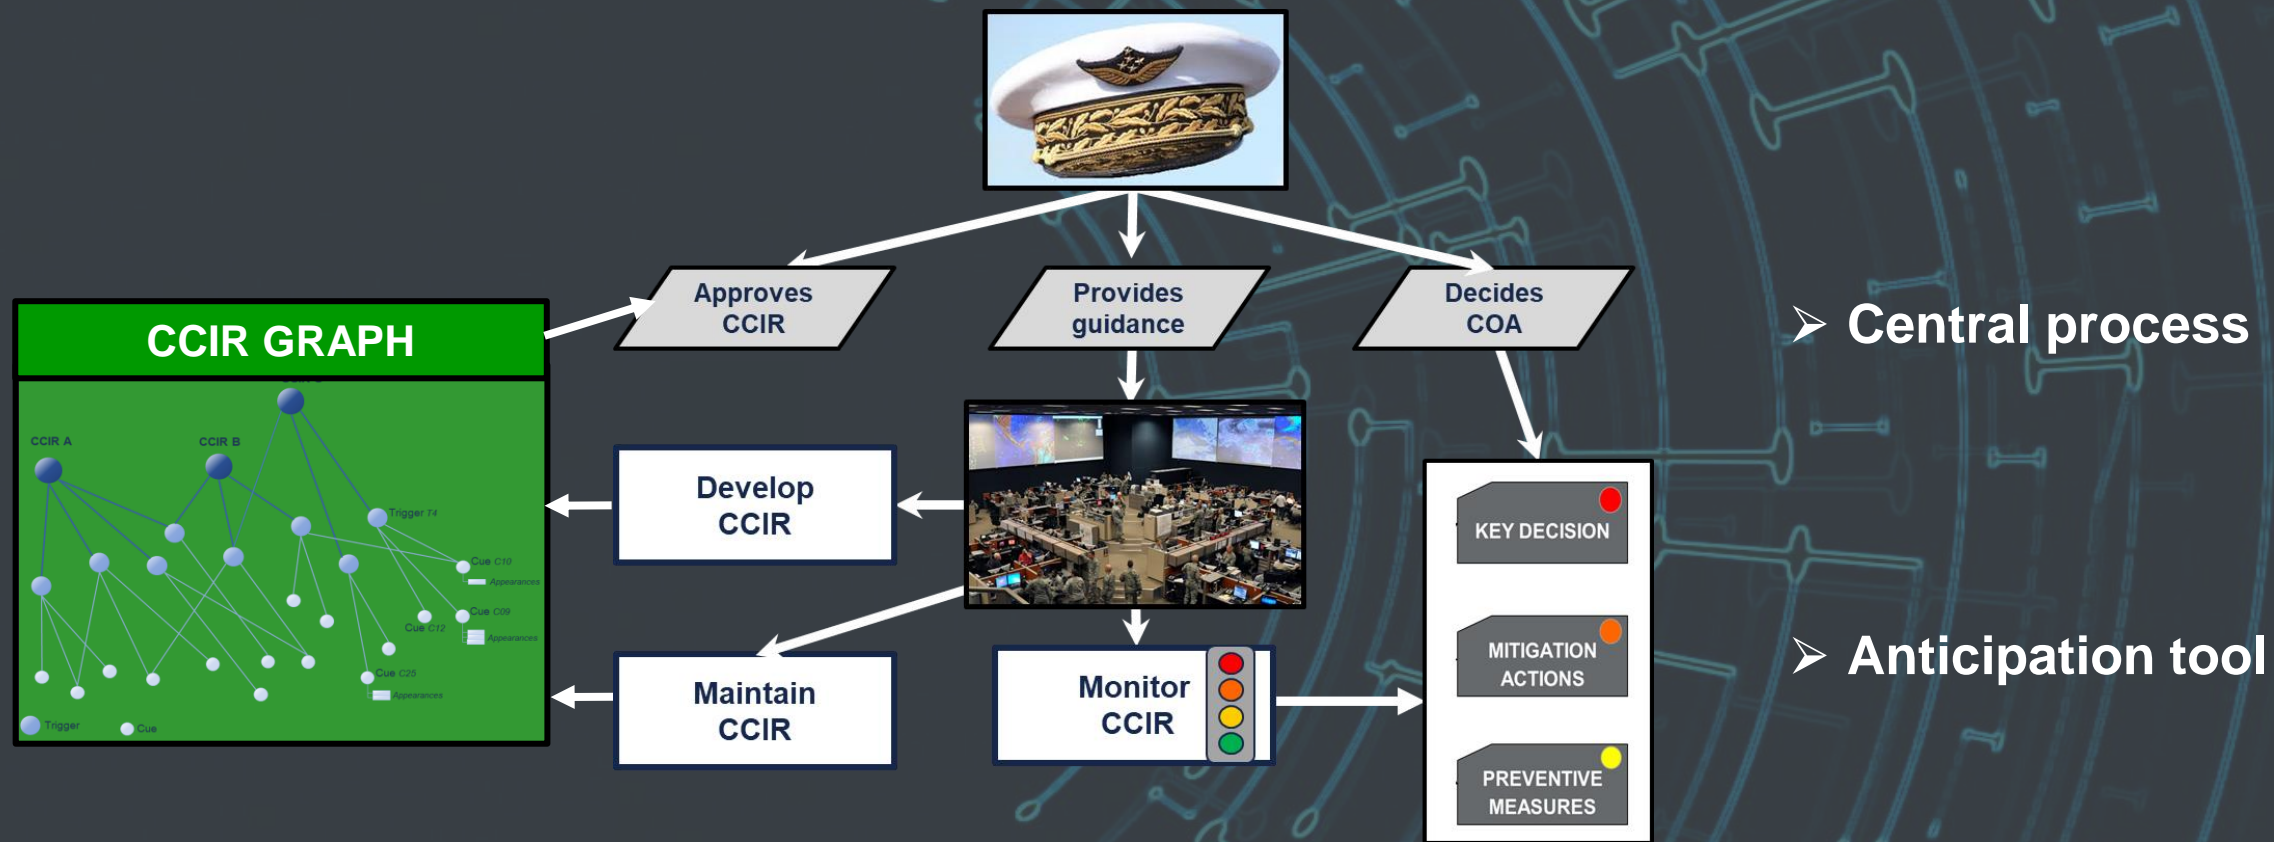 Approves
CCIR
Provides
guidance
Decides
COA
CCIR GRAPH
CCIR A
CCIR B
Trigger T4
Cue C10
Appearances
Cue C09
Appearances
Cue C12
Cue C25
Appearances
Trigger
Cue
Develop
CCIR
Maintain
CCIR
Monitor
CCIR
KEY DECISION
MITIGATION
ACTIONS
PREVENTIVE
MEASURES
➢ Central process
➢ Anticipation tool